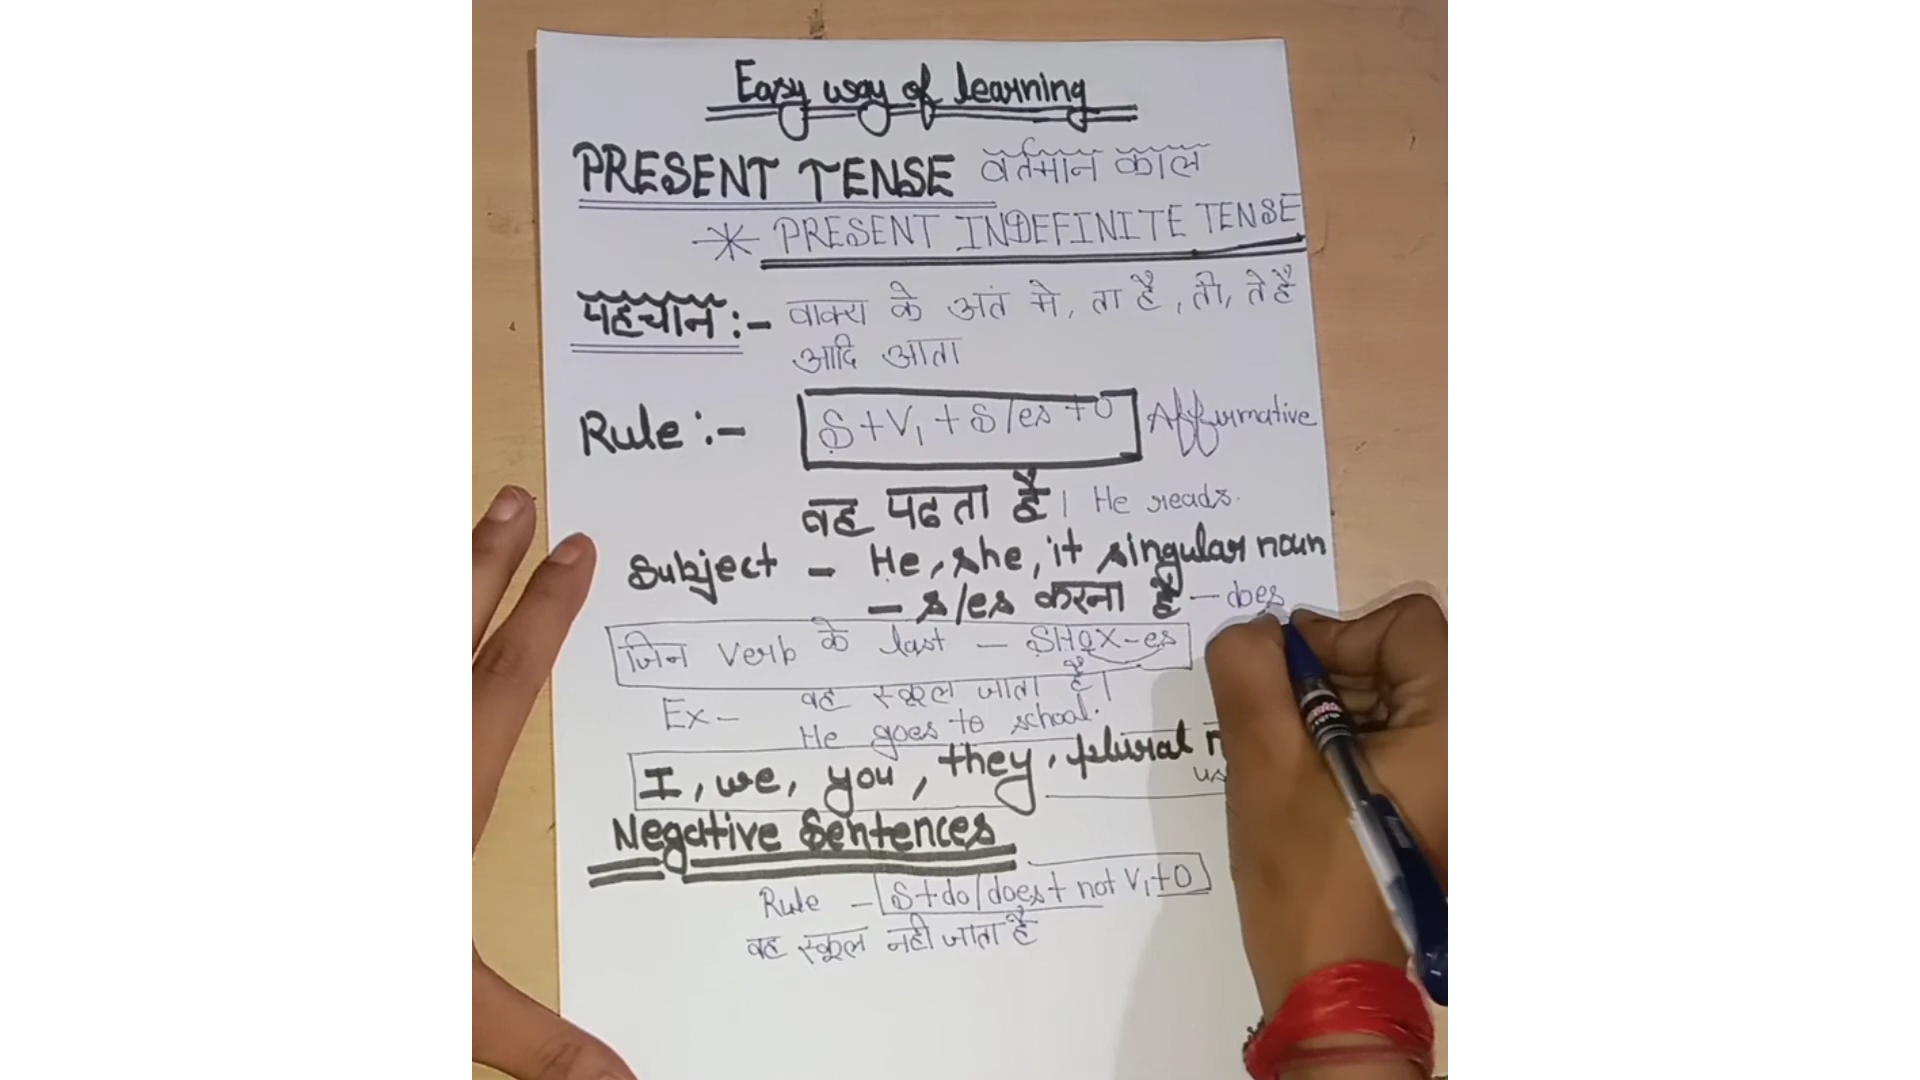 Easy way of learning
PRESENT TENSE वर्तमान काल
* PRESENT INDEFINITE TENSE
पहचान :- वाक्य के अंत मे, ता है, ती, ते है
आदि आता
Rule :- S+V₁+S/es+O Affirmative
वह पढता है। He reads.
Subject - He, she, it singular noun
- s/es करना है - does
जिन Verb के last - SHOX-es
Ex- वह स्कूल जाता है।
He goes to school.
I, we, you, they, plural
Negative Sentences
Rule - S+do/does+ not V₁+O
वह स्कूल नही जाता है